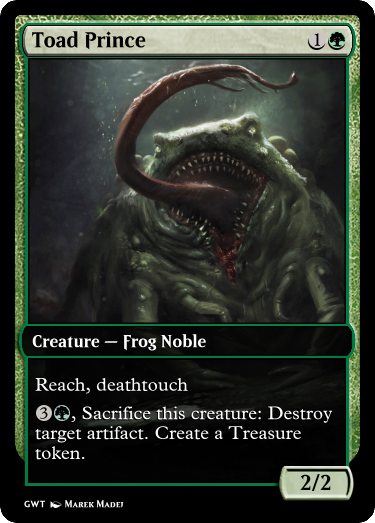 Toad Prince 1
Creature — Frog Noble
Reach, deathtouch
3, Sacrifice this creature: Destroy
target artifact. Create a Treasure
token.
2/2
GWT Marek Madej